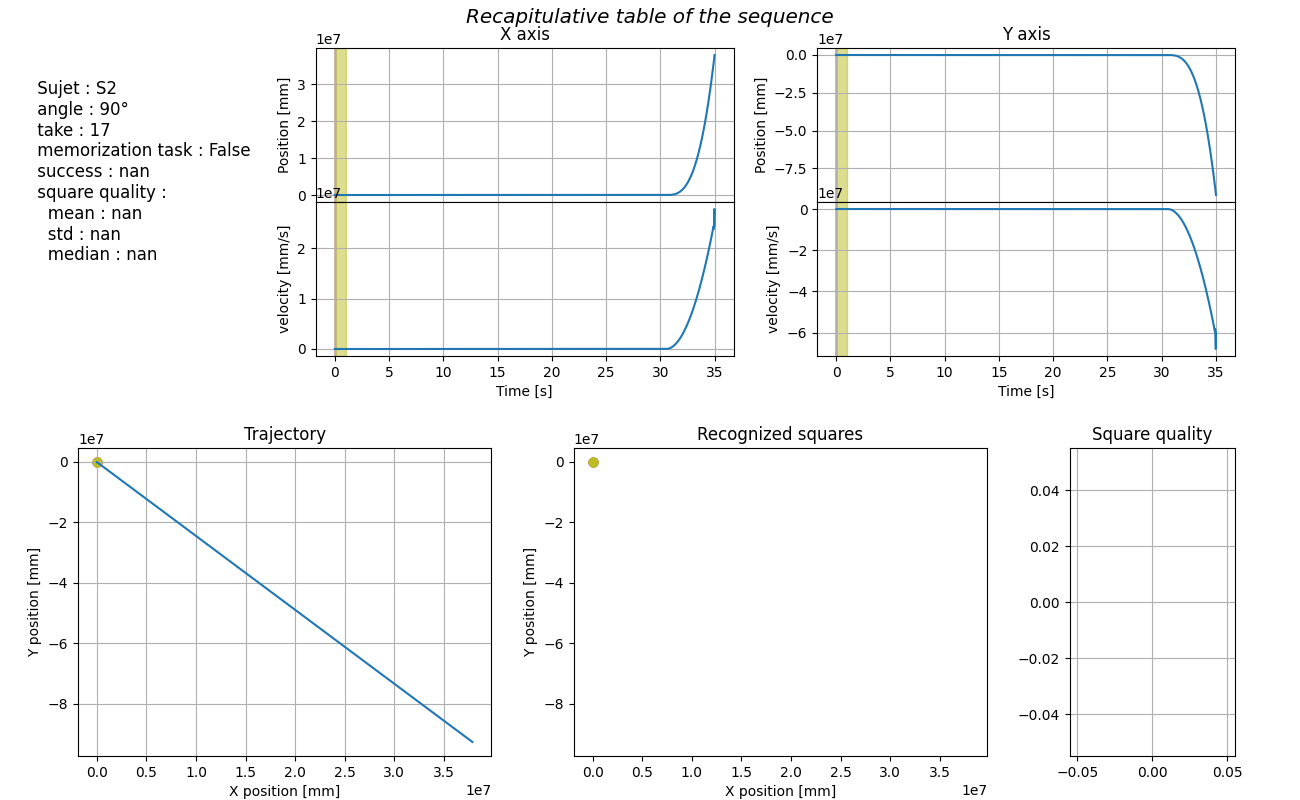 Recapitulative table of the sequence
Sujet : S2
angle : 90°
take : 17
memorization task : False
success : nan
square quality :
mean : nan
std : nan
median : nan
X axis
1e7
Position [mm]
3
2
1
0
1e7
velocity [mm/s]
2
1
0
0 5 10 15 20 25 30 35
Time [s]
Y axis
1e7
Position [mm]
0.0
−2.5
−5.0
−7.5
1e7
velocity [mm/s]
0
−2
−4
−6
0 5 10 15 20 25 30 35
Time [s]
Trajectory
1e7
Y position [mm]
0
−2
−4
−6
−8
0.0 0.5 1.0 1.5 2.0 2.5 3.0 3.5
X position [mm]
1e7
Recognized squares
1e7
Y position [mm]
0
−2
−4
−6
−8
0.0 0.5 1.0 1.5 2.0 2.5 3.0 3.5
X position [mm]
1e7
Square quality
0.04
0.02
0.00
−0.02
−0.04
−0.05 0.00 0.05